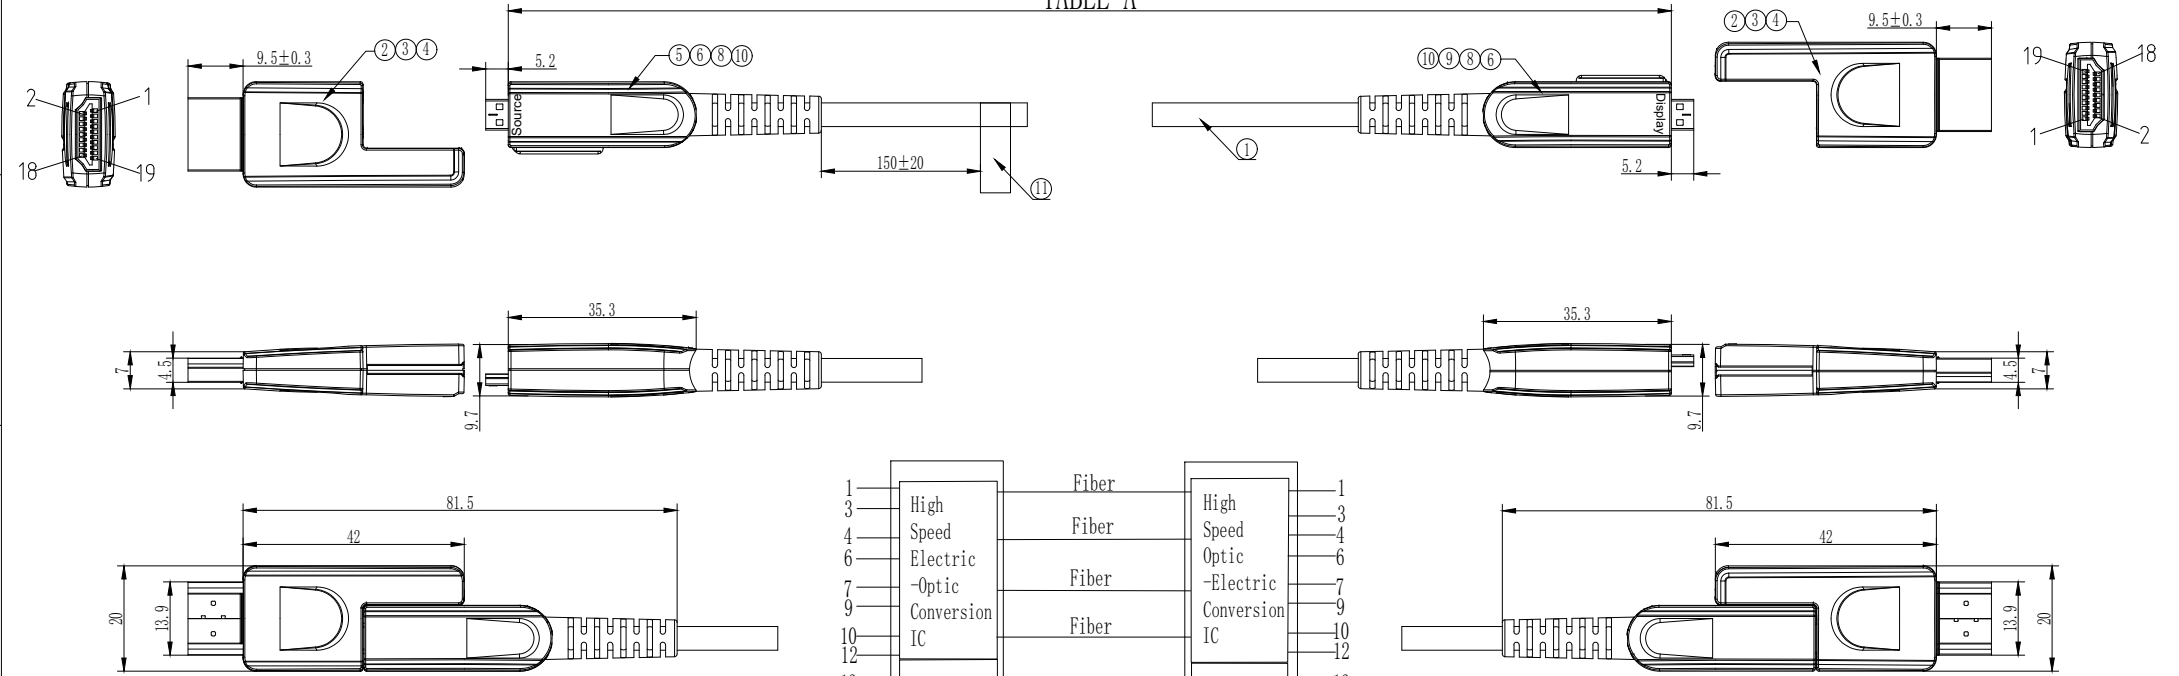 TABLE A
9.5±0.3
②③④
5.2
⑤⑥⑧⑩
⑩⑨⑧⑥
②③④
9.5±0.3
2
1
18
19
Source
150±20
⑪
①
Display
5.2
19
18
1
2
35.3
35.3
7
4.5
9.7
9.7
4.5
7
81.5
42
20
13.9
1
3
4
6
7
9
10
12
High
Speed
Electric
-Optic
Conversion
IC
Fiber
Fiber
Fiber
Fiber
High
Speed
Optic
-Electric
Conversion
IC
1
3
4
6
7
9
10
12
81.5
42
13.9
20